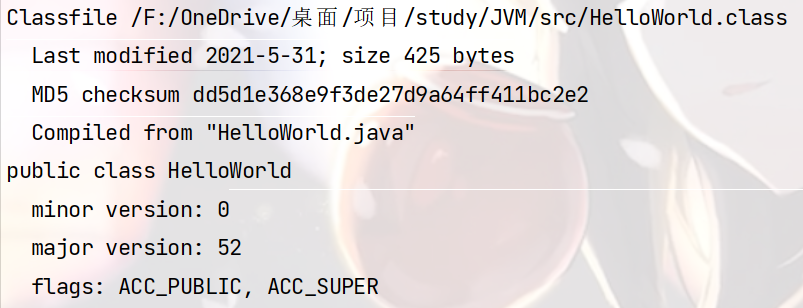 Classfile /F:/OneDrive/桌面/项目/study/JVM/src/HelloWorld.class
Last modified 2021-5-31; size 425 bytes
MD5 checksum dd5d1e368e9f3de27d9a64ff411bc2e2
Compiled from "HelloWorld.java"
public class HelloWorld
minor version: 0
major version: 52
flags: ACC_PUBLIC, ACC_SUPER